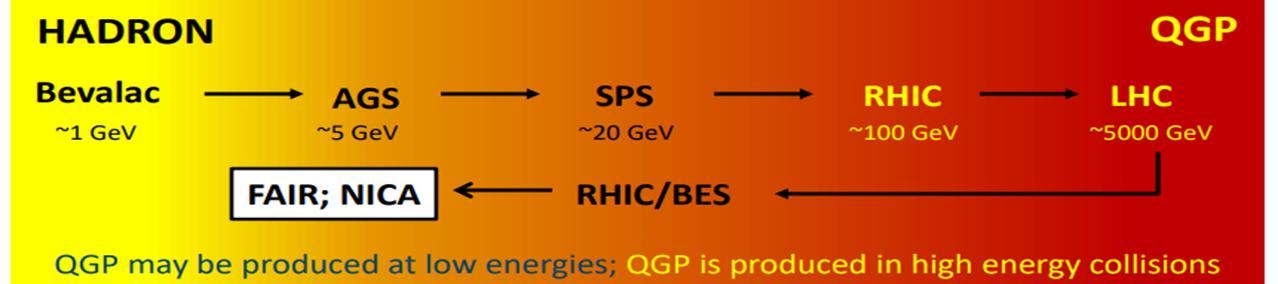 HADRON QGP
Bevalac AGS SPS RHIC LHC
~1 GeV ~5 GeV ~20 GeV ~100 GeV ~5000 GeV
FAIR; NICA RHIC/BES
QGP may be produced at low energies; QGP is produced in high energy collisions